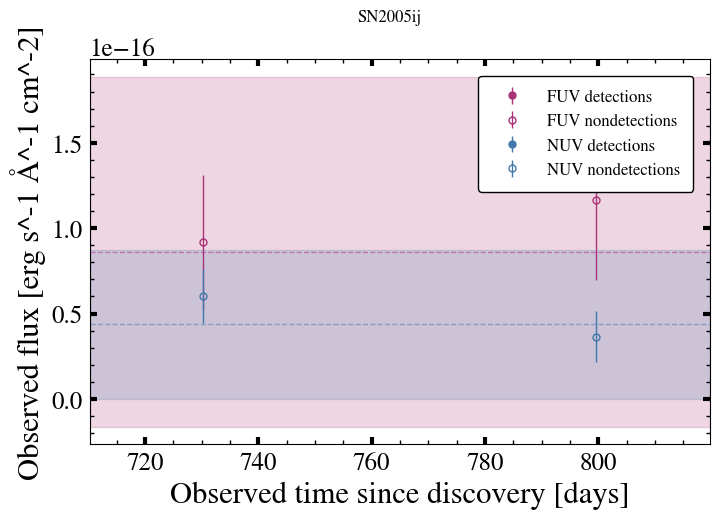 SN2005ij
1e−16
Observed flux [erg s^-1 Å^-1 cm^-2]
1.5
1.0
0.5
0.0
FUV detections
FUV nondetections
NUV detections
NUV nondetections
720 740 760 780 800
Observed time since discovery [days]